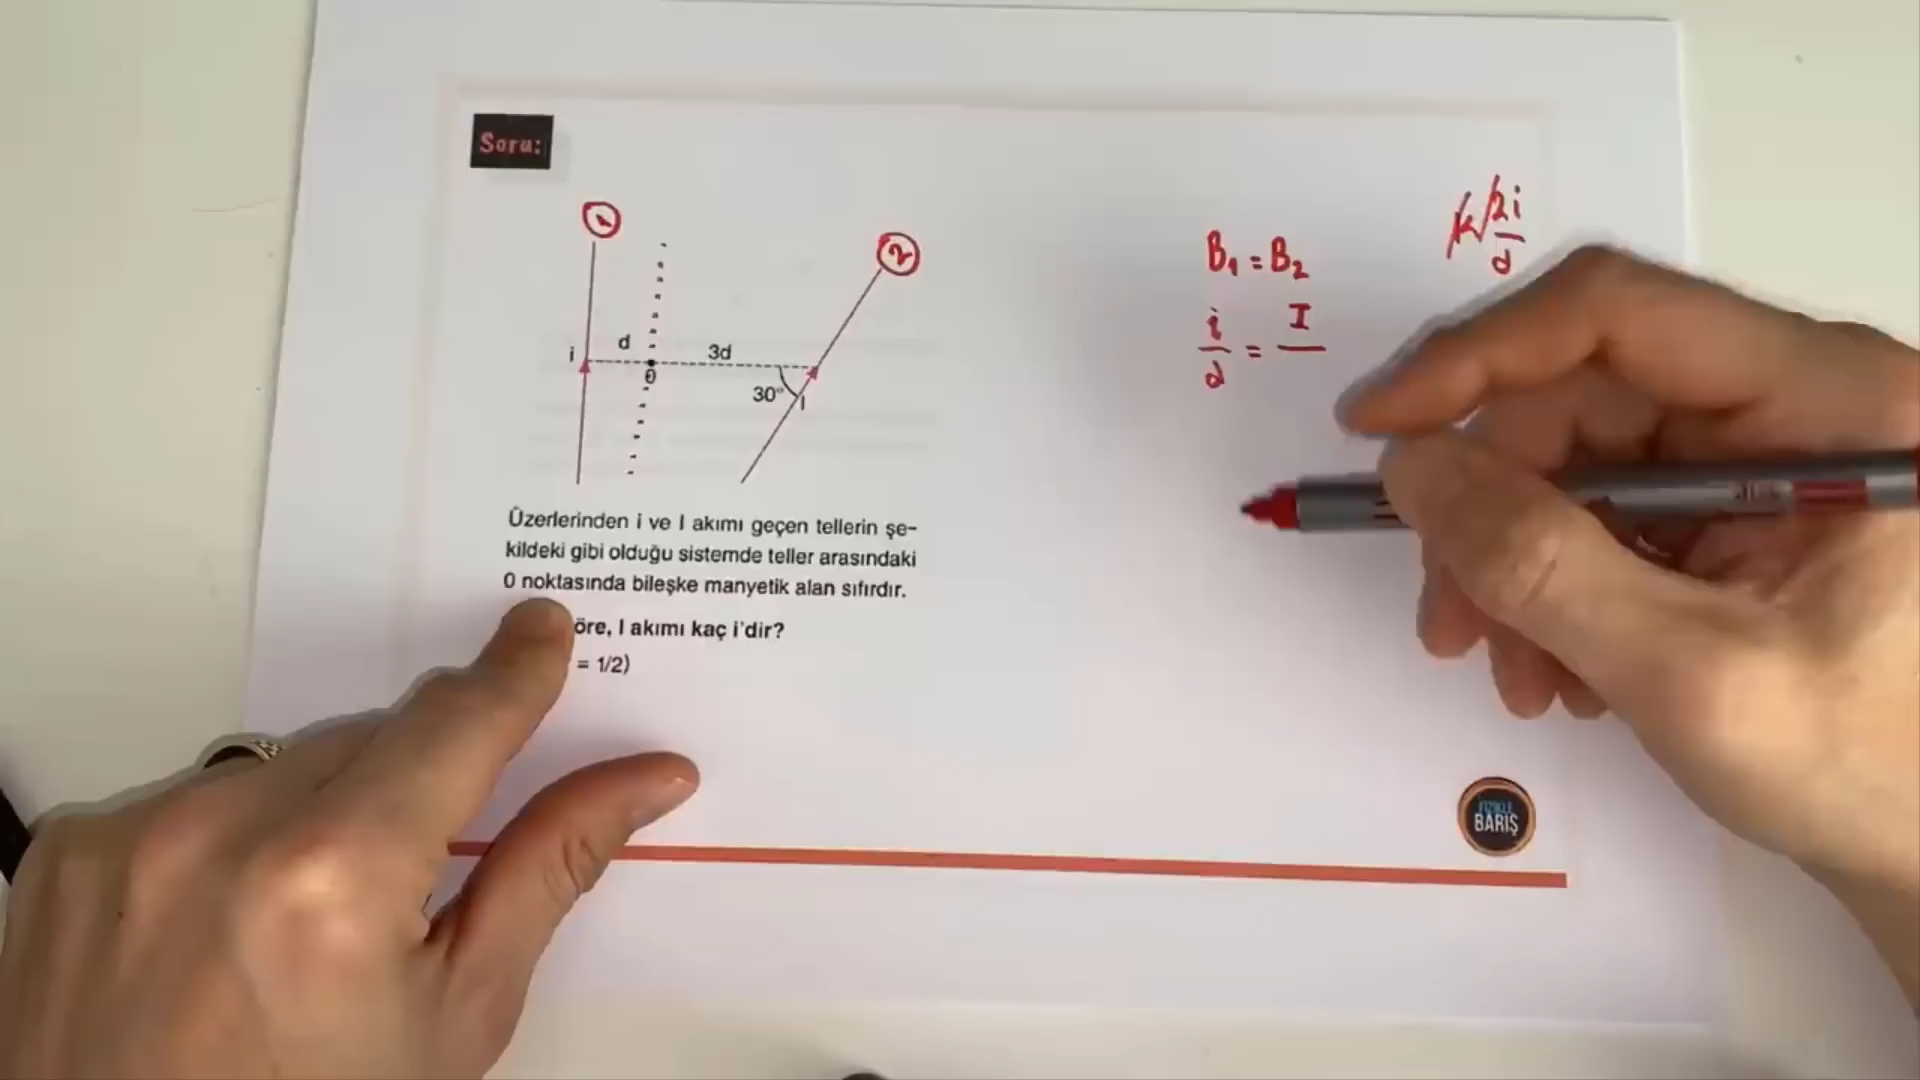 Soru:
1
2
i
d
0
3d
30°
I
Üzerlerinden i ve I akımı geçen tellerin şe-
kildeki gibi olduğu sistemde teller arasındaki
0 noktasında bileşke manyetik alan sıfırdır.
öre, I akımı kaç i'dir?
= 1/2)
B1 = B2
i/d = I/
K 2i/d
FİZİKLE
BARIŞ